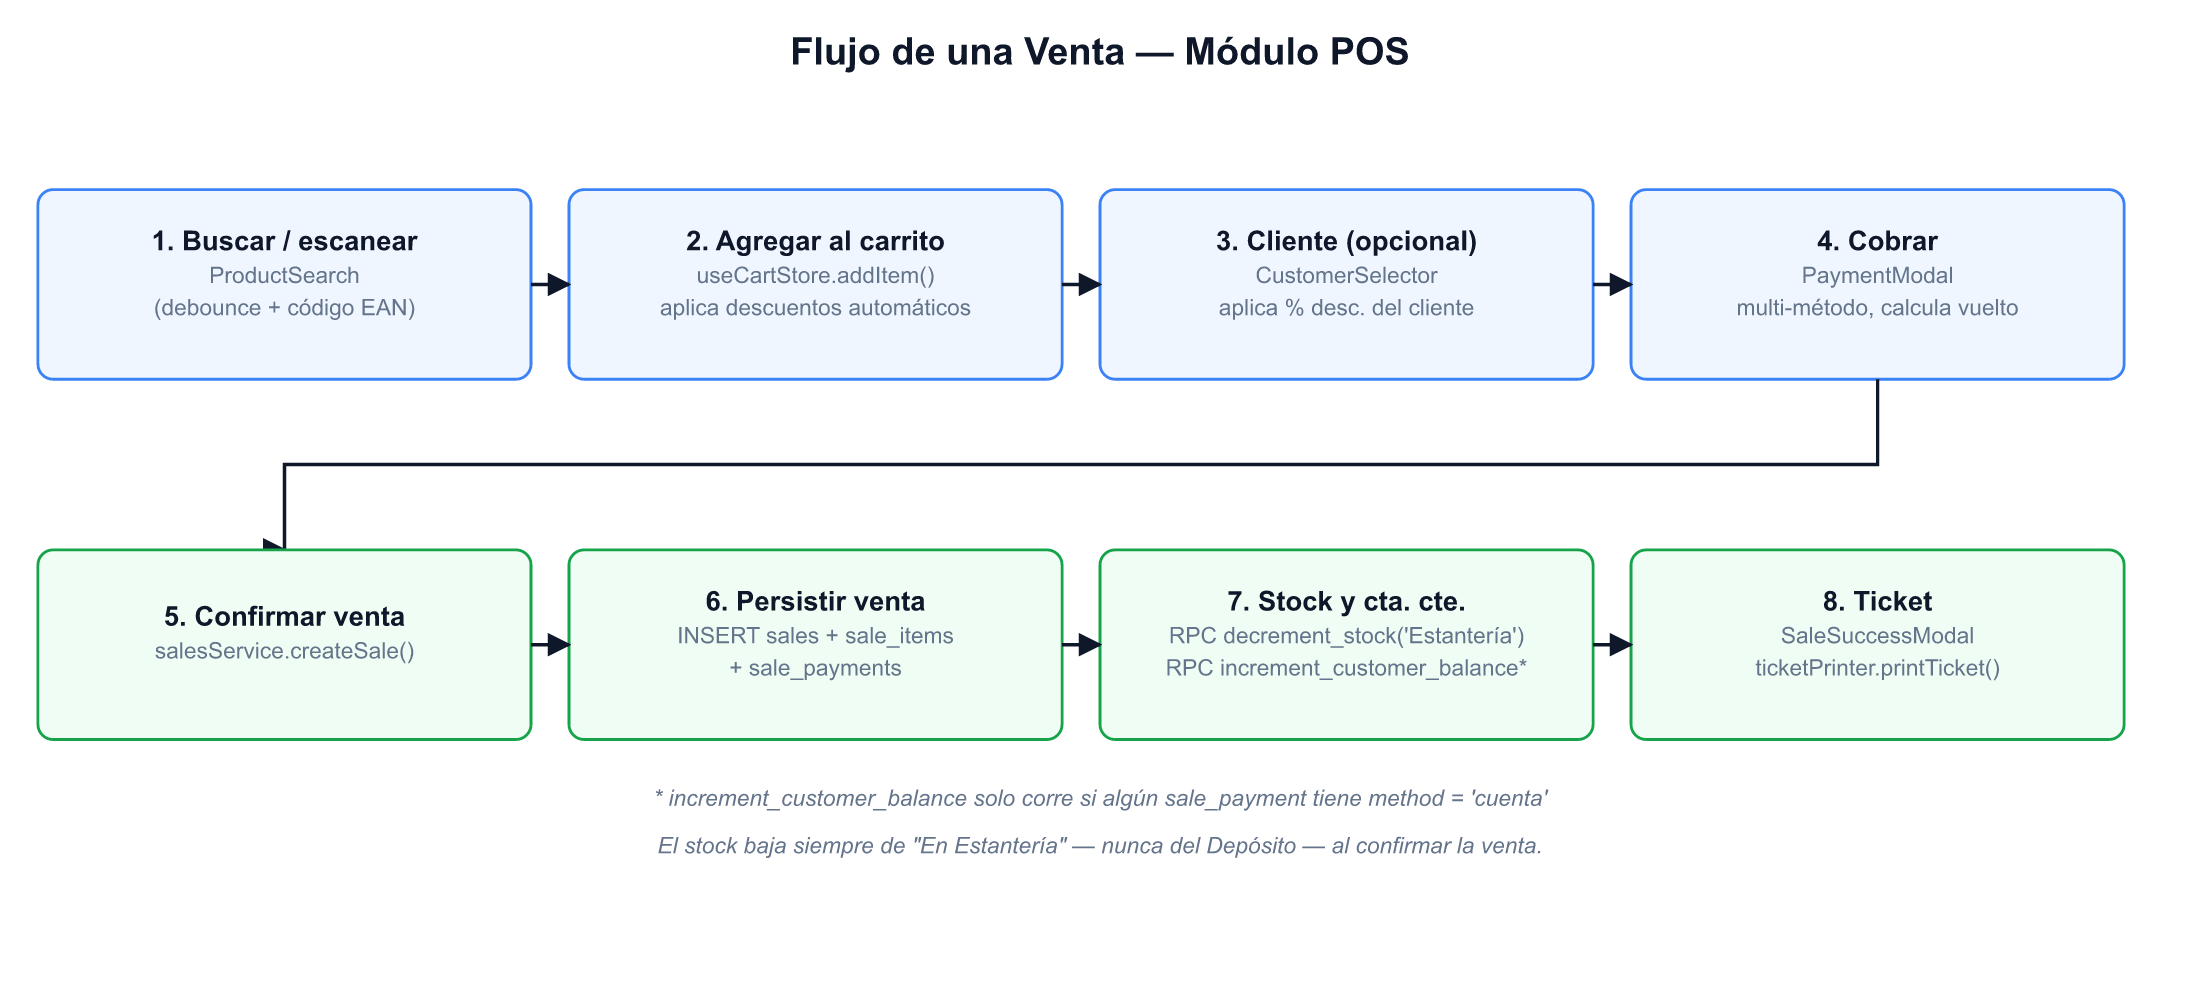 Flujo de una Venta — Módulo POS
1. Buscar / escanear
ProductSearch
(debounce + código EAN)
2. Agregar al carrito
useCartStore.addItem()
aplica descuentos automáticos
3. Cliente (opcional)
CustomerSelector
aplica % desc. del cliente
4. Cobrar
PaymentModal
multi-método, calcula vuelto
5. Confirmar venta
salesService.createSale()
6. Persistir venta
INSERT sales + sale_items
+ sale_payments
7. Stock y cta. cte.
RPC decrement_stock('Estantería')
RPC increment_customer_balance*
8. Ticket
SaleSuccessModal
ticketPrinter.printTicket()
* increment_customer_balance solo corre si algún sale_payment tiene method = 'cuenta'
El stock baja siempre de "En Estantería" — nunca del Depósito — al confirmar la venta.